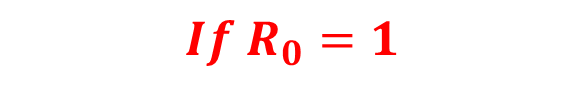 If R₀ = 1